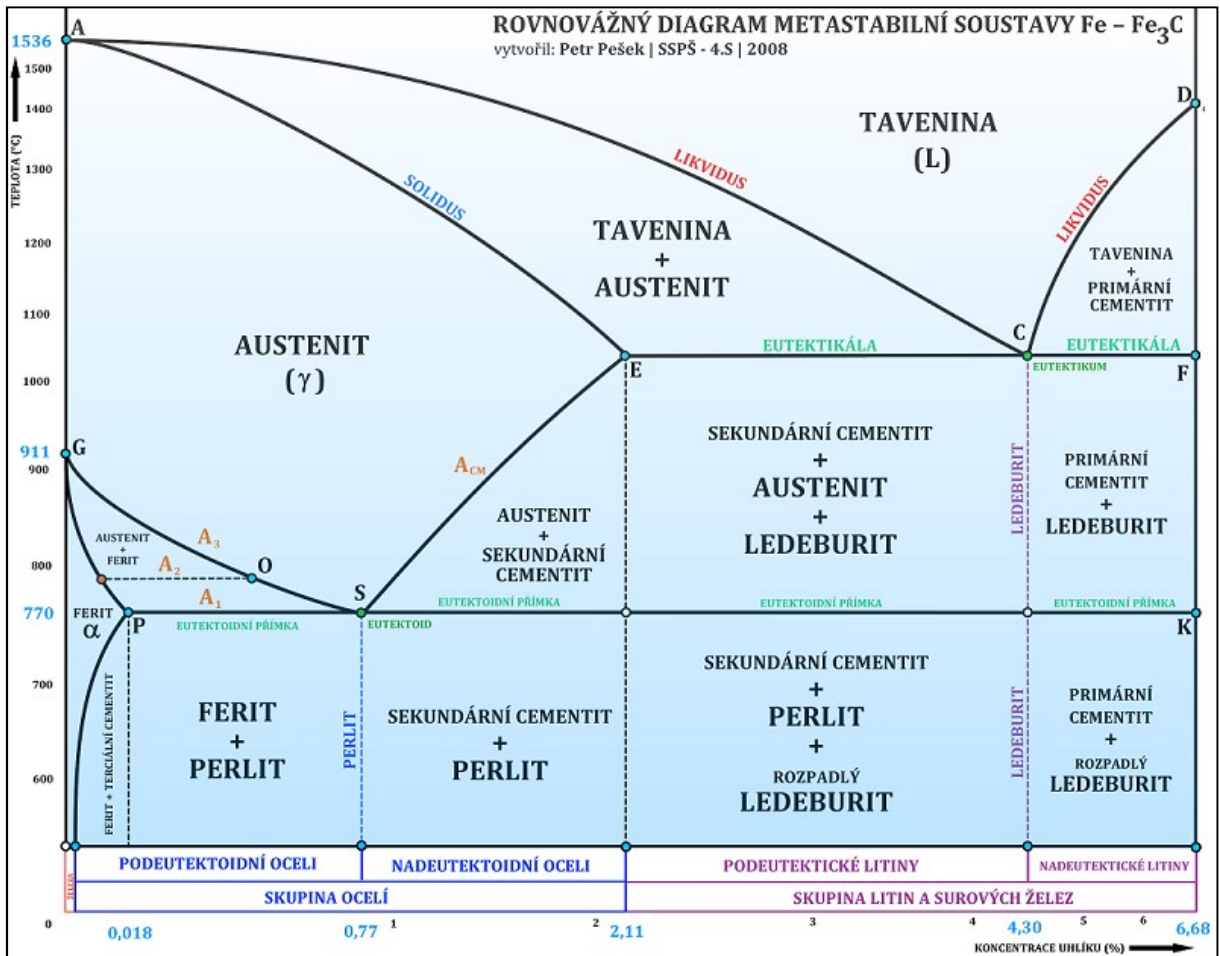 ROVNOVÁŽNÝ DIAGRAM METASTABILNÍ SOUSTAVY Fe – Fe3C
vytvořil: Petr Pešek | SSPŠ - 4.S | 2008
A
1536
1500
1400
1300
1200
1100
1000
911
900
800
770
700
600
TEPLOTA (°C)
D
TAVENINA
(L)
LIKVIDUS
LIKVIDUS
SOLIDUS
TAVENINA
+
AUSTENIT
TAVENINA
+
PRIMÁRNÍ
CEMENTIT
AUSTENIT
(γ)
C
EUTEKTIKÁLA
EUTEKTIKÁLA
E
EUTEKTIKUM
F
G
ACM
SEKUNDÁRNÍ CEMENTIT
+
AUSTENIT
+
LEDEBURIT
LEDEBURIT
PRIMÁRNÍ
CEMENTIT
+
LEDEBURIT
AUSTENIT
+
SEKUNDÁRNÍ
CEMENTIT
AUSTENIT
+
FERIT
A3
A2
O
A1
S
FERIT
α
P
EUTEKTOIDNÍ PŘÍMKA
EUTEKTOID
EUTEKTOIDNÍ PŘÍMKA
EUTEKTOIDNÍ PŘÍMKA
EUTEKTOIDNÍ PŘÍMKA
K
FERIT + TERCIÁLNÍ CEMENTIT
FERIT
+
PERLIT
PERLIT
SEKUNDÁRNÍ CEMENTIT
+
PERLIT
SEKUNDÁRNÍ CEMENTIT
+
PERLIT
+
ROZPADLÝ
LEDEBURIT
LEDEBURIT
PRIMÁRNÍ
CEMENTIT
+
ROZPADLÝ
LEDEBURIT
PODEUTEKTOIDNÍ OCELI
NADEUTEKTOIDNÍ OCELI
PODEUTEKTICKÉ LITINY
NADEUTEKTICKÉ LITINY
SKUPINA OCELÍ
SKUPINA LITIN A SUROVÝCH ŽELEZ
0
0,018
0,77
1
2
2,11
3
4
4,30
5
6
6,68
KONCENTRACE UHLÍKU (%)